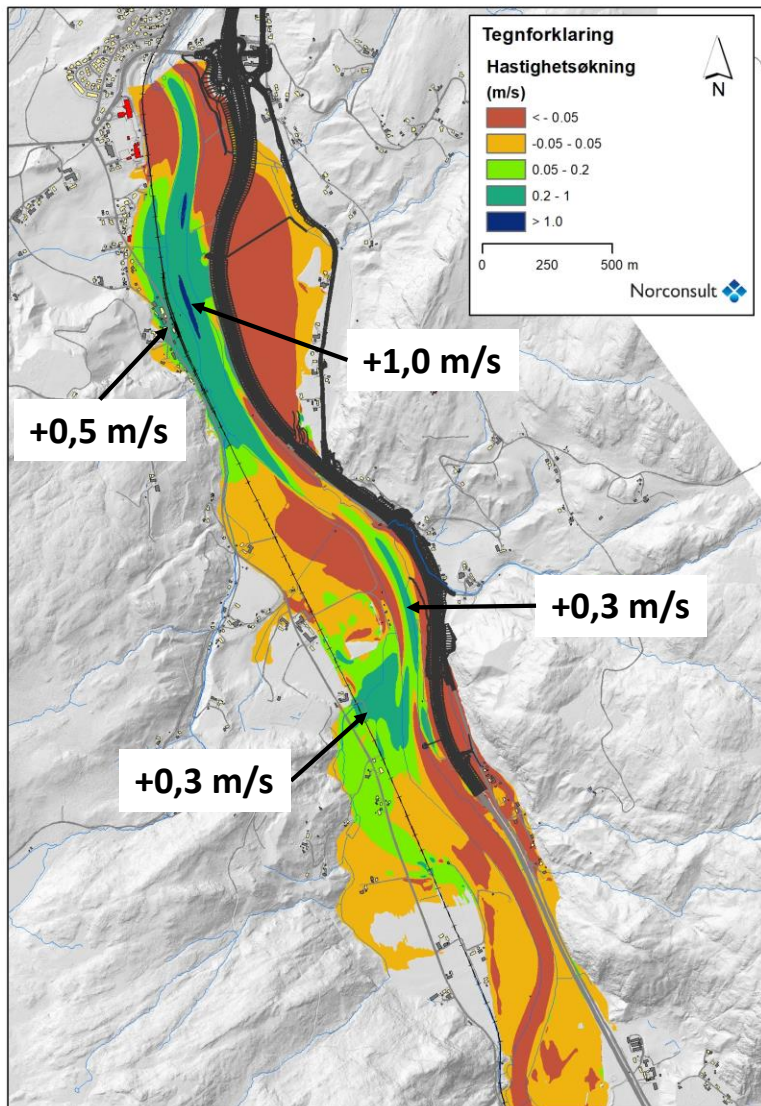 Tegnforklaring
Hastighetsøkning
(m/s)
< - 0.05
-0.05 - 0.05
0.05 - 0.2
0.2 - 1
> 1.0
N
0 250 500 m
Norconsult
+1,0 m/s
+0,5 m/s
+0,3 m/s
+0,3 m/s